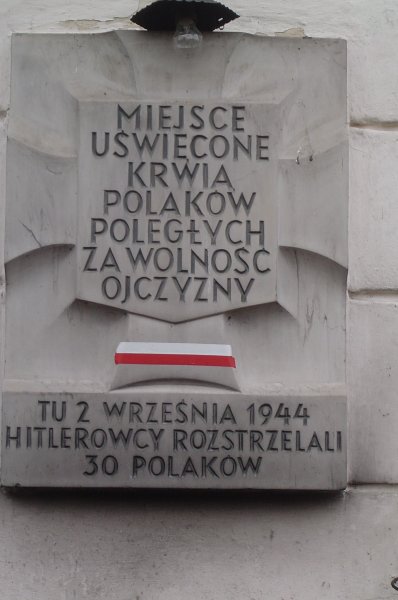 MIEJSCE
UŚWIĘCONE
KRWIĄ
POLAKÓW
POLEGŁYCH
ZA WOLNOŚĆ
OJCZYZNY
TU 2 WRZEŚNIA 1944
HITLEROWCY ROZSTRZELALI
30 POLAKÓW